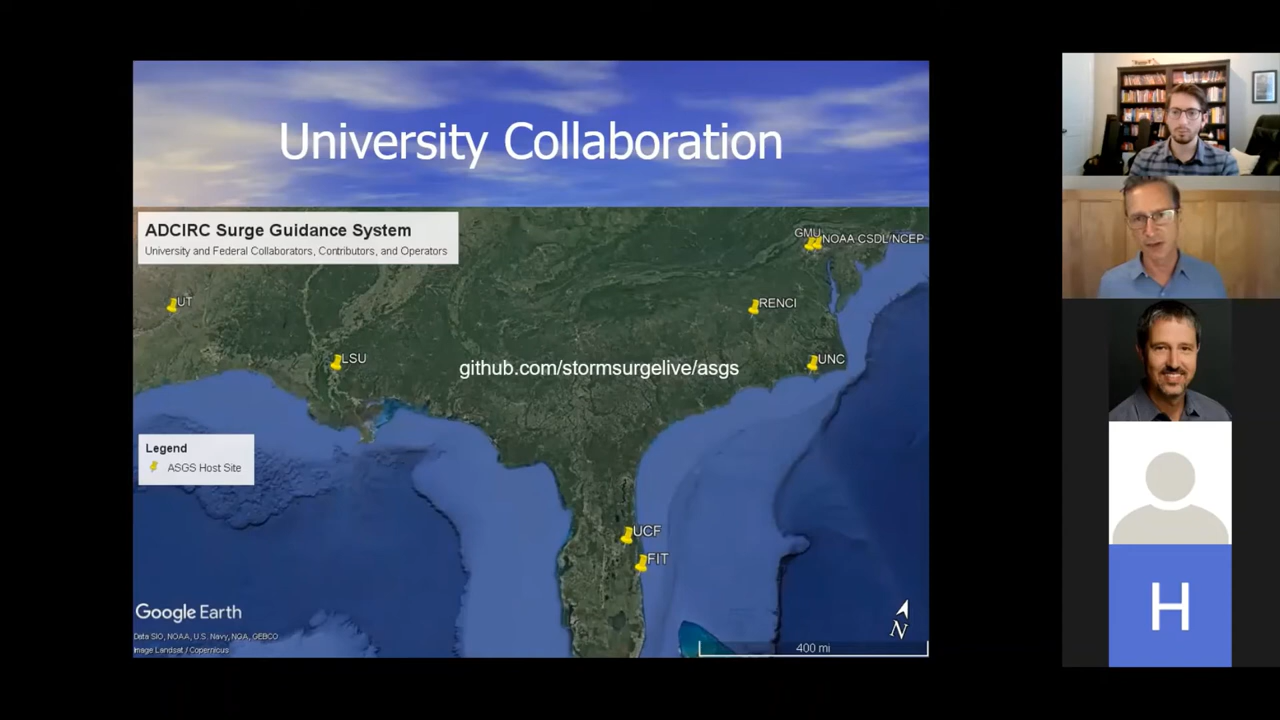 University Collaboration
ADCIRC Surge Guidance System
University and Federal Collaborators, Contributors, and Operators
GMU
NOAA CSDL/NCEP
UT
RENCI
LSU
UNC
github.com/stormsurgelive/asgs
Legend
ASGS Host Site
UCF
FIT
Google Earth
N
Data SIO, NOAA, U.S. Navy, NGA, GEBCO
Image Landsat / Copernicus
400 mi
H